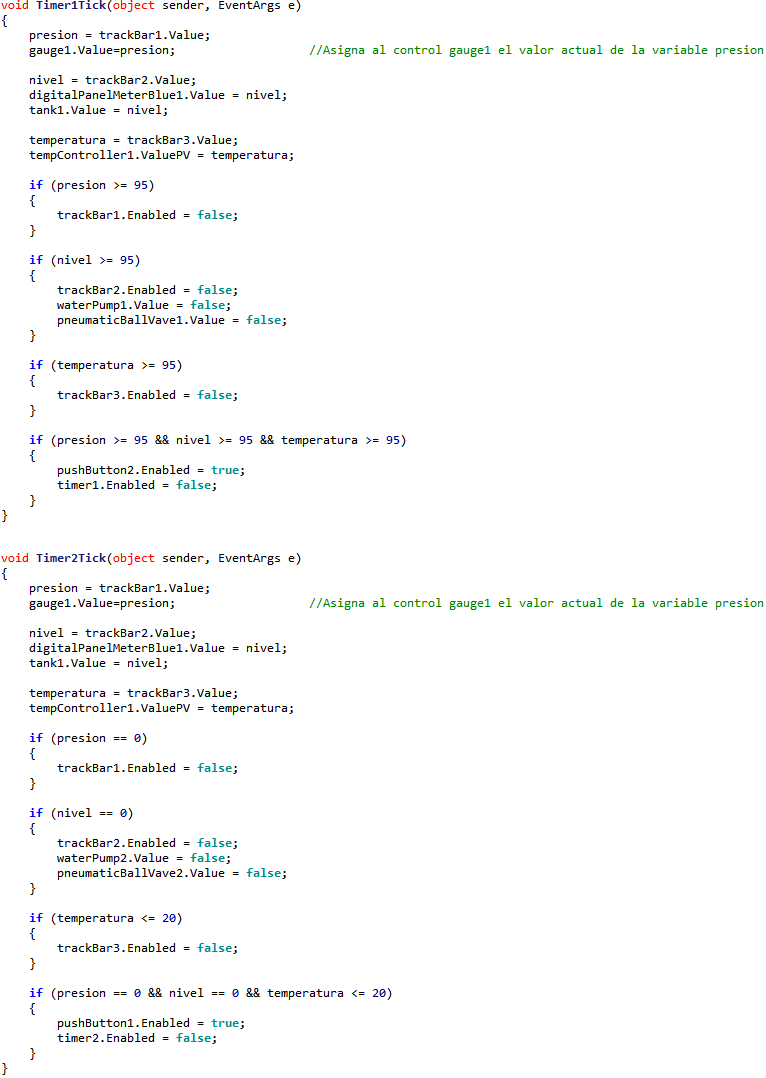 void Timer1Tick(object sender, EventArgs e)
{
    presion = trackBar1.Value;
    gauge1.Value=presion;                   //Asigna al control gauge1 el valor actual de la variable presion

    nivel = trackBar2.Value;
    digitalPanelMeterBlue1.Value = nivel;
    tank1.Value = nivel;

    temperatura = trackBar3.Value;
    tempController1.ValuePV = temperatura;

    if (presion >= 95)
    {
        trackBar1.Enabled = false;
    }

    if (nivel >= 95)
    {
        trackBar2.Enabled = false;
        waterPump1.Value = false;
        pneumaticBallVave1.Value = false;
    }

    if (temperatura >= 95)
    {
        trackBar3.Enabled = false;
    }

    if (presion >= 95 && nivel >= 95 && temperatura >= 95)
    {
        pushButton2.Enabled = true;
        timer1.Enabled = false;
    }
}

void Timer2Tick(object sender, EventArgs e)
{
    presion = trackBar1.Value;
    gauge1.Value=presion;                   //Asigna al control gauge1 el valor actual de la variable presion

    nivel = trackBar2.Value;
    digitalPanelMeterBlue1.Value = nivel;
    tank1.Value = nivel;

    temperatura = trackBar3.Value;
    tempController1.ValuePV = temperatura;

    if (presion == 0)
    {
        trackBar1.Enabled = false;
    }

    if (nivel == 0)
    {
        trackBar2.Enabled = false;
        waterPump2.Value = false;
        pneumaticBallVave2.Value = false;
    }

    if (temperatura <= 20)
    {
        trackBar3.Enabled = false;
    }

    if (presion == 0 && nivel == 0 && temperatura <= 20)
    {
        pushButton1.Enabled = true;
        timer2.Enabled = false;
    }
}